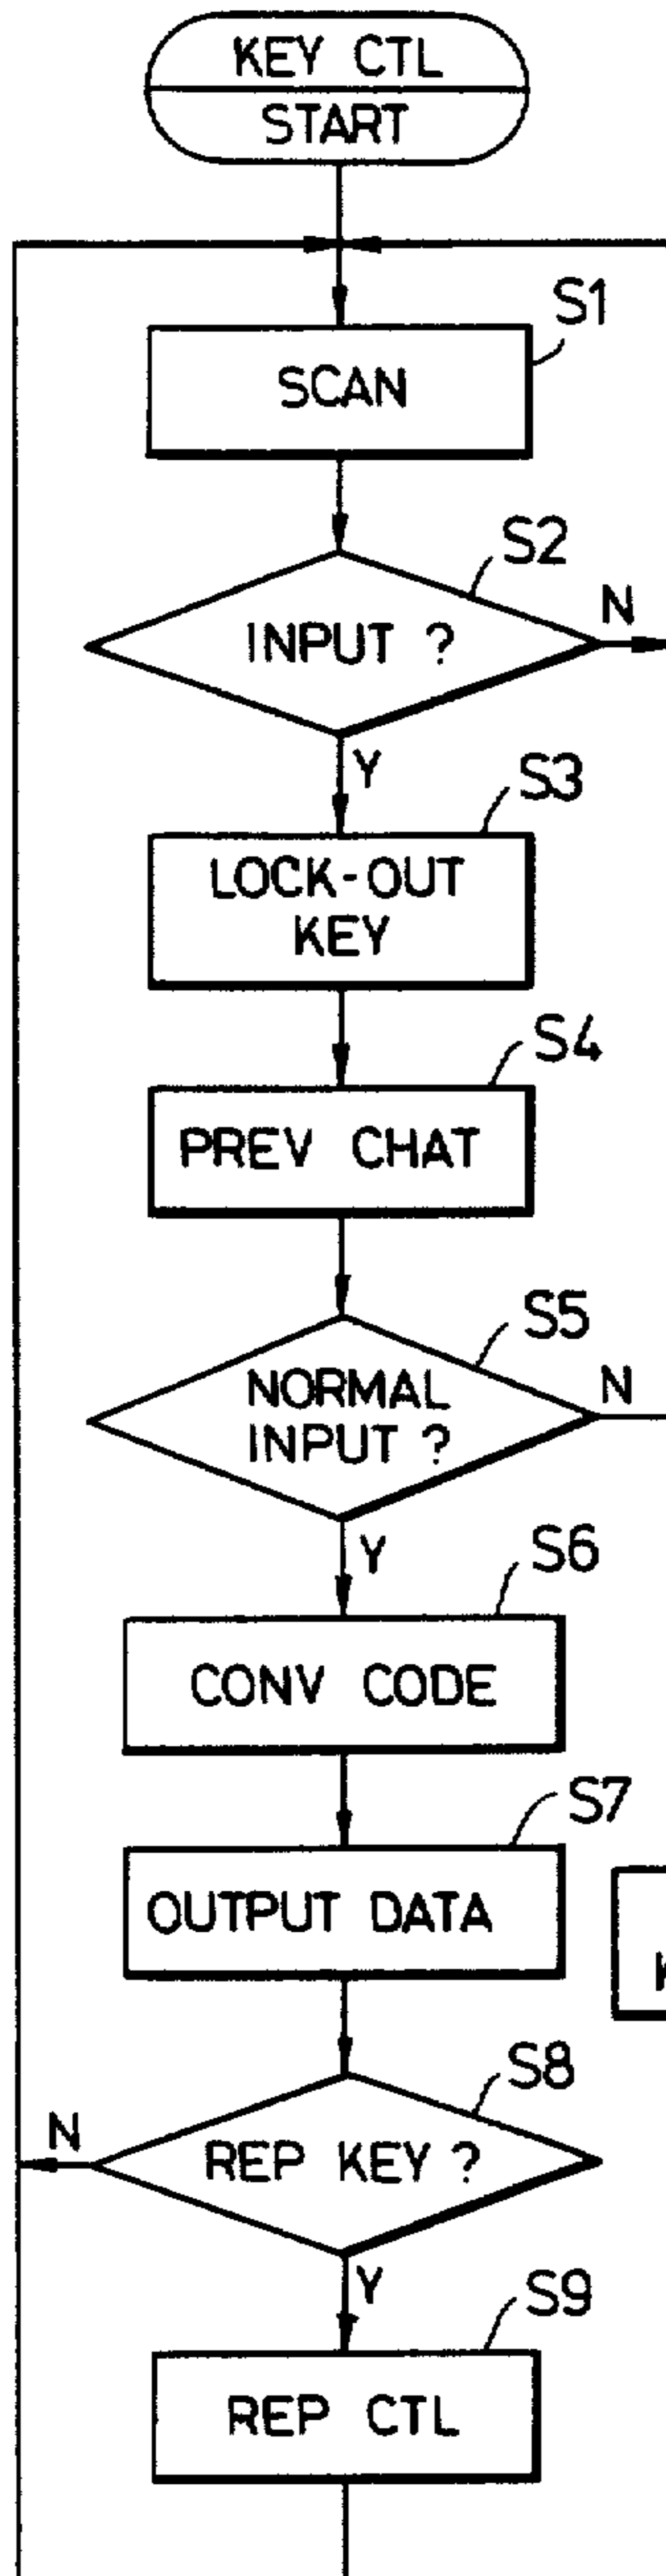 KEY CTL
START
S1
SCAN
S2
INPUT ?
N
Y
S3
LOCK-OUT
KEY
S4
PREV CHAT
S5
NORMAL
INPUT ?
N
Y
S6
CONV CODE
S7
OUTPUT DATA
S8
REP KEY ?
N
Y
S9
REP CTL